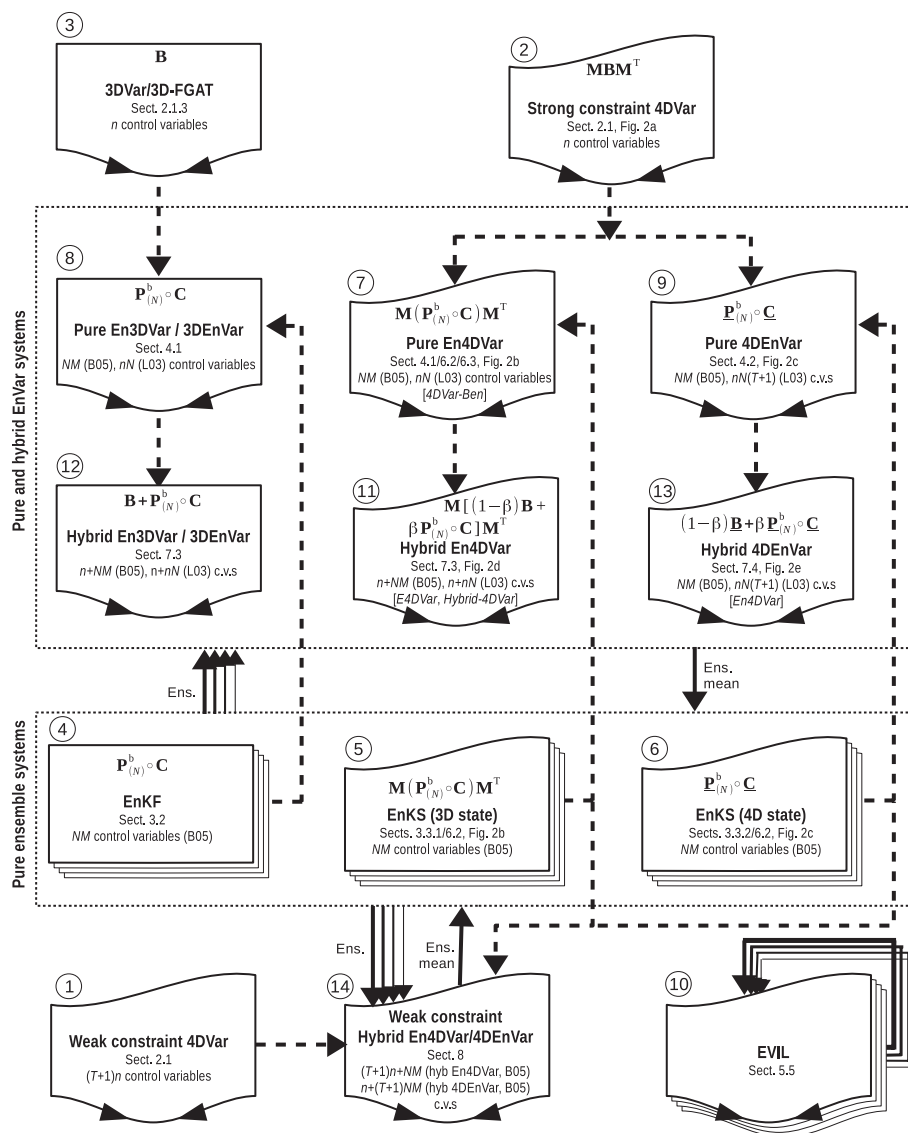 3
B
3DVar/3D-FGAT
Sect. 2.1.3
n control variables
2
MBM^T
Strong constraint 4DVar
Sect. 2.1, Fig. 2a
n control variables
Pure and hybrid EnVar systems
8
P^b_(N) ∘ C
Pure En3DVar / 3DEnVar
Sect. 4.1
NM (B05), nN (L03) control variables
7
M(P^b_(N) ∘ C)M^T
Pure En4DVar
Sect. 4.1/6.2/6.3, Fig. 2b
NM (B05), nN (L03) control variables
[4DVar-Ben]
9
P^b_(N) ∘ C
Pure 4DEnVar
Sect. 4.2, Fig. 2c
NM (B05), nN(T+1) (L03) c.v.s
12
B+P^b_(N) ∘ C
Hybrid En3DVar / 3DEnVar
Sect. 7.3
n+NM (B05), n+nN (L03) c.v.s
11
M[(1−β)B+
βP^b_(N) ∘ C]M^T
Hybrid En4DVar
Sect. 7.3, Fig. 2d
n+NM (B05), n+nN (L03) c.v.s
[E4DVar, Hybrid-4DVar]
13
(1−β)B+βP^b_(N) ∘ C
Hybrid 4DEnVar
Sect. 7.4, Fig. 2e
NM (B05), nN(T+1) (L03) c.v.s
[En4DVar]
Ens.
Ens.
mean
Pure ensemble systems
4
P^b_(N) ∘ C
EnKF
Sect. 3.2
NM control variables (B05)
5
M(P^b_(N) ∘ C)M^T
EnKS (3D state)
Sects. 3.3.1/6.2, Fig. 2b
NM control variables (B05)
6
P^b_(N) ∘ C
EnKS (4D state)
Sects. 3.3.2/6.2, Fig. 2c
NM control variables (B05)
Ens.
Ens.
mean
1
Weak constraint 4DVar
Sect. 2.1
(T+1)n control variables
14
Weak constraint
Hybrid En4DVar/4DEnVar
Sect. 8
(T+1)n+NM (hyb En4DVar, B05)
n+(T+1)NM (hyb 4DEnVar, B05)
c.v.s
10
EVIL
Sect. 5.5